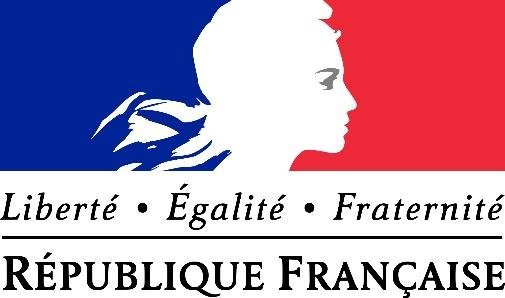 Liberté • Égalité • Fraternité
RÉPUBLIQUE FRANÇAISE